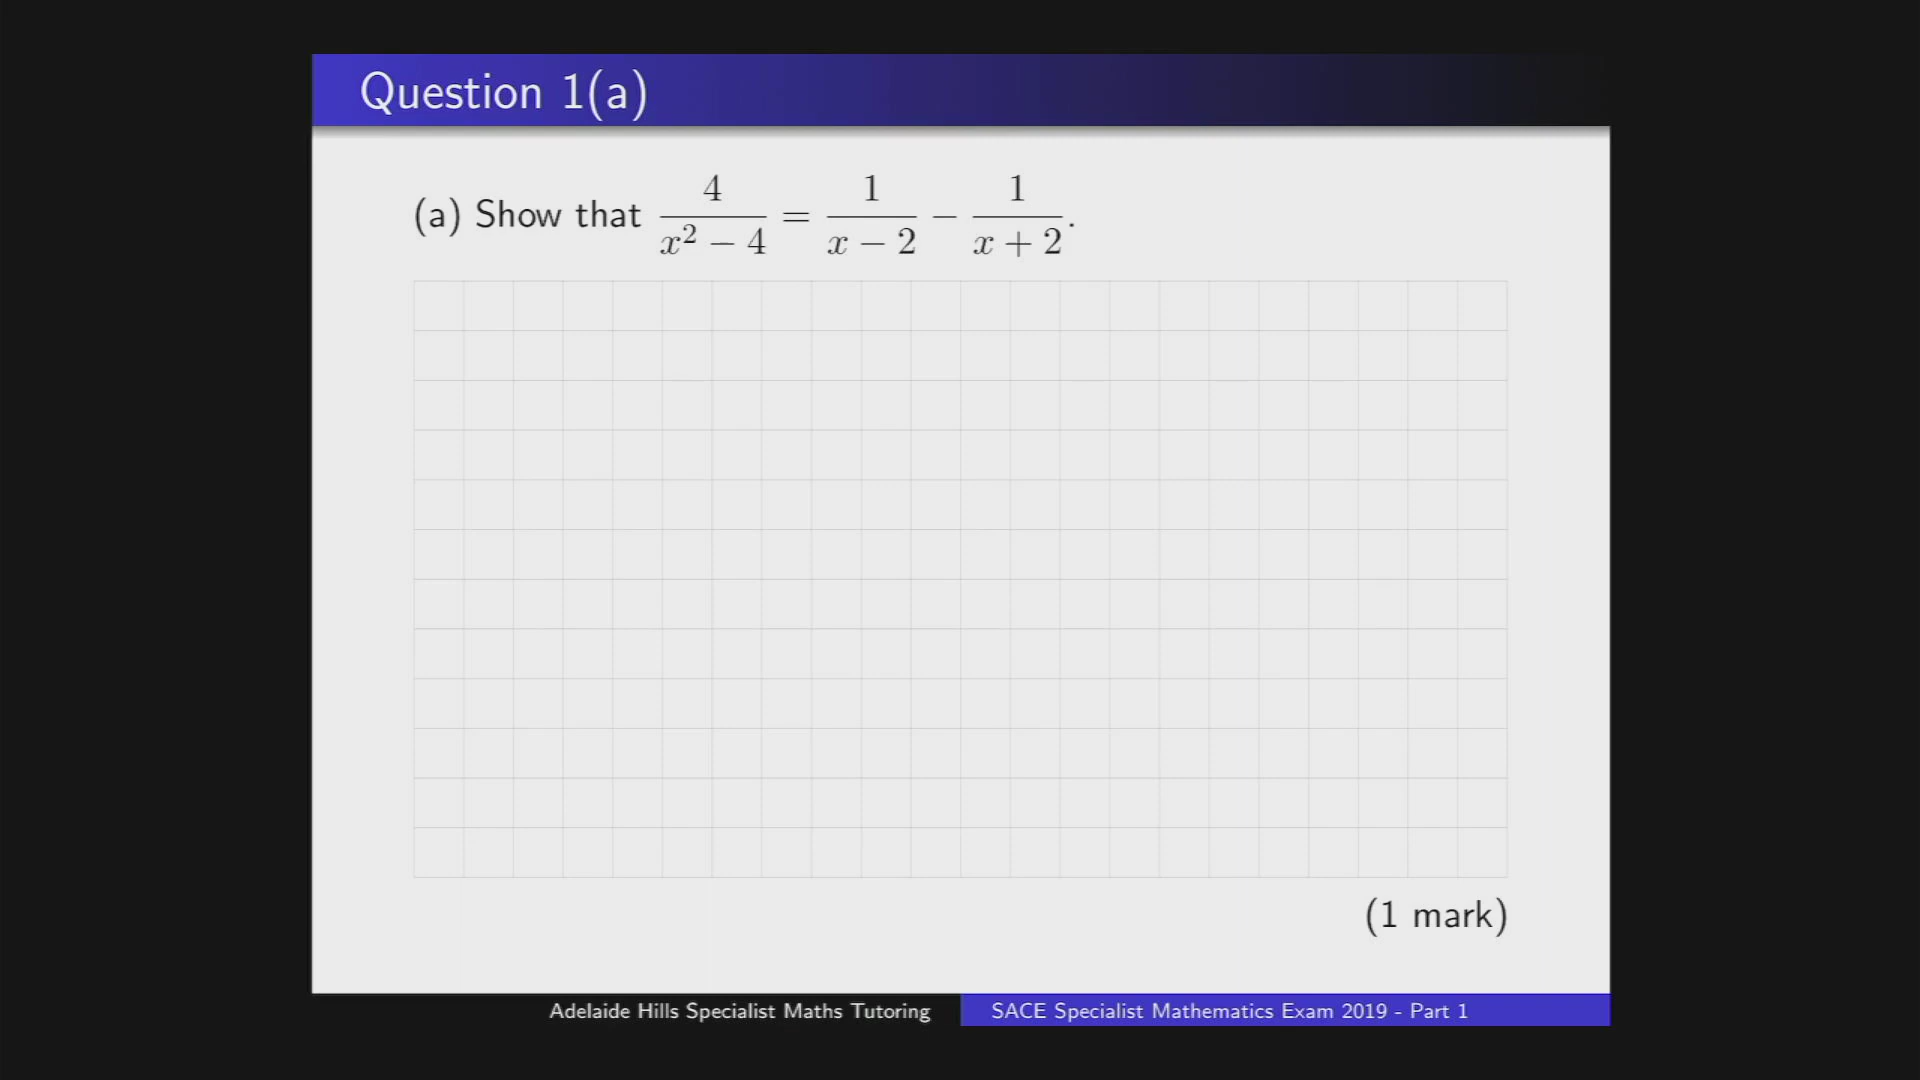 Question 1(a)
(a) Show that 4/(x² − 4) = 1/(x − 2) − 1/(x + 2).
(1 mark)
Adelaide Hills Specialist Maths Tutoring
SACE Specialist Mathematics Exam 2019 - Part 1